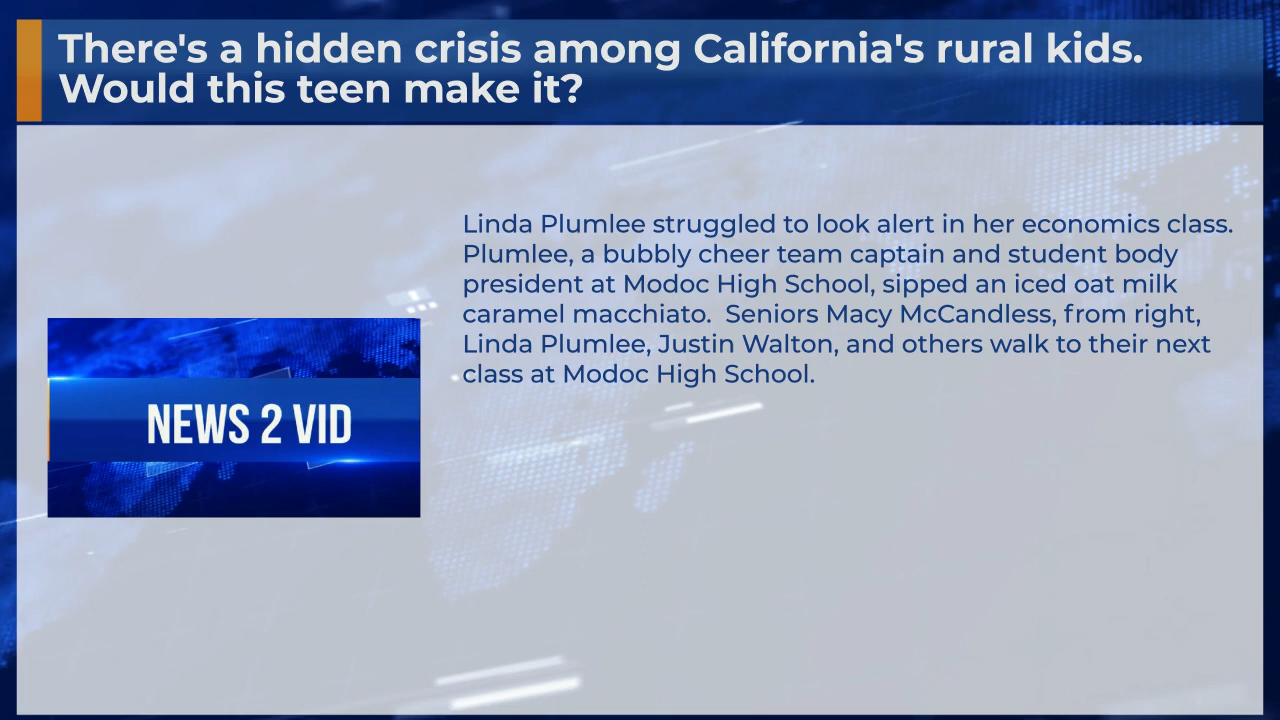 There's a hidden crisis among California's rural kids.
Would this teen make it?
Linda Plumlee struggled to look alert in her economics class.
Plumlee, a bubbly cheer team captain and student body
president at Modoc High School, sipped an iced oat milk
caramel macchiato.  Seniors Macy McCandless, from right,
Linda Plumlee, Justin Walton, and others walk to their next
class at Modoc High School.
NEWS 2 VID